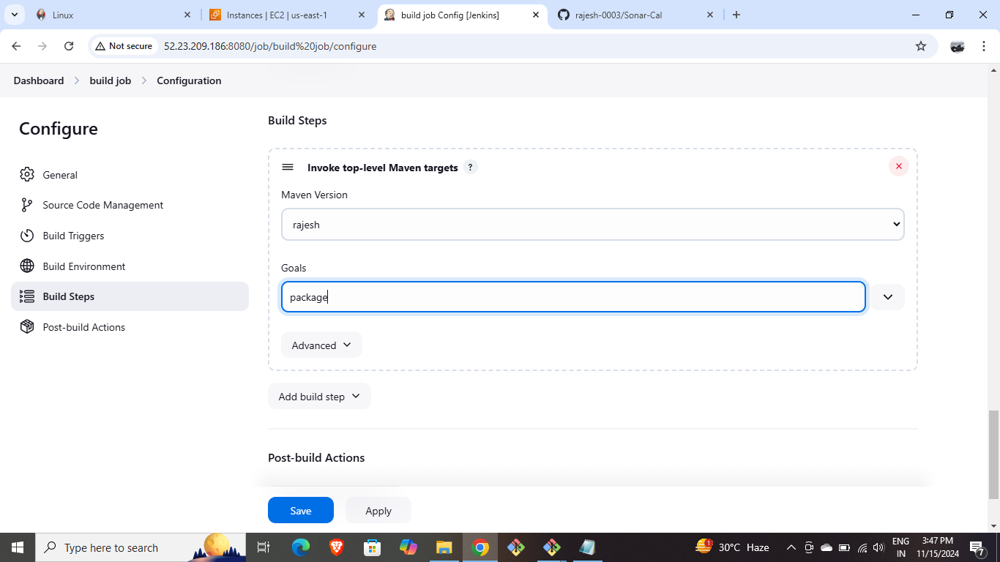 Linux
Instances | EC2 | us-east-1
build job Config [Jenkins]
rajesh-0003/Sonar-Cal
Not secure
52.23.209.186:8080/job/build%20job/configure
Dashboard
build job
Configuration
Configure
General
Source Code Management
Build Triggers
Build Environment
Build Steps
Post-build Actions
Build Steps
Invoke top-level Maven targets
?
Maven Version
rajesh
Goals
package
Advanced
Add build step
Post-build Actions
Save
Apply
Type here to search
1
30°C Haze
ENG
IN
3:47 PM
11/15/2024
7